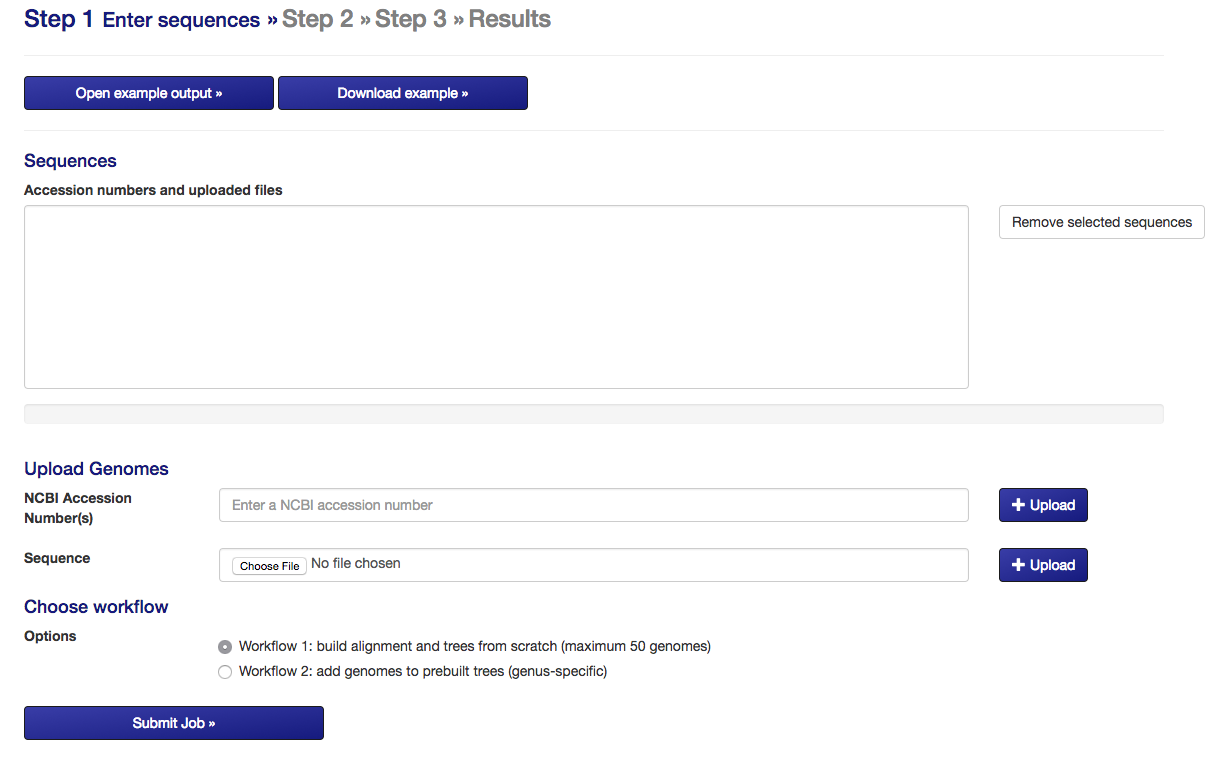 Step 1 Enter sequences » Step 2 » Step 3 » Results
Open example output » Download example »
Sequences
Accession numbers and uploaded files
Remove selected sequences
Upload Genomes
NCBI Accession
Number(s)
Enter a NCBI accession number
+ Upload
Sequence
Choose File No file chosen
+ Upload
Choose workflow
Options
Workflow 1: build alignment and trees from scratch (maximum 50 genomes)
Workflow 2: add genomes to prebuilt trees (genus-specific)
Submit Job »